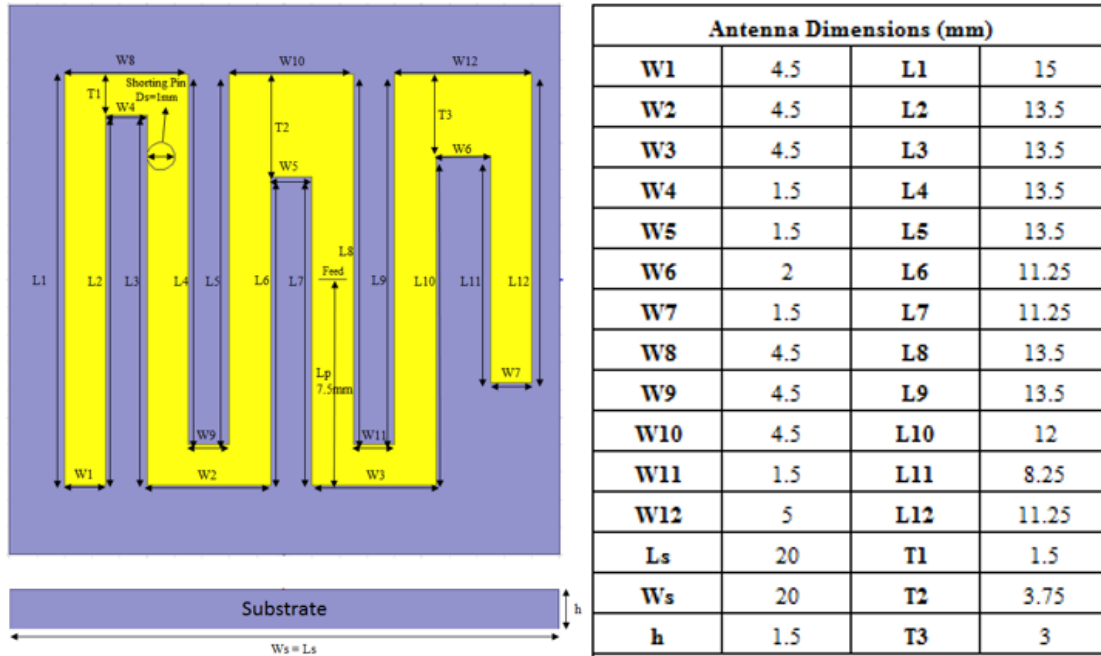 W8
W10
W12
Shorting Pin
Ds=1mm
T1
W4
T2
T3
W5
W6
L1
L2
L3
L4
L5
L6
L7
L8
Feed
L9
L10
L11
L12
Lp
7.5mm
W7
W9
W11
W1
W2
W3
Substrate
h
Ws = Ls
Antenna Dimensions (mm)
W1 4.5 L1 15
W2 4.5 L2 13.5
W3 4.5 L3 13.5
W4 1.5 L4 13.5
W5 1.5 L5 13.5
W6 2 L6 11.25
W7 1.5 L7 11.25
W8 4.5 L8 13.5
W9 4.5 L9 13.5
W10 4.5 L10 12
W11 1.5 L11 8.25
W12 5 L12 11.25
Ls 20 T1 1.5
Ws 20 T2 3.75
h 1.5 T3 3